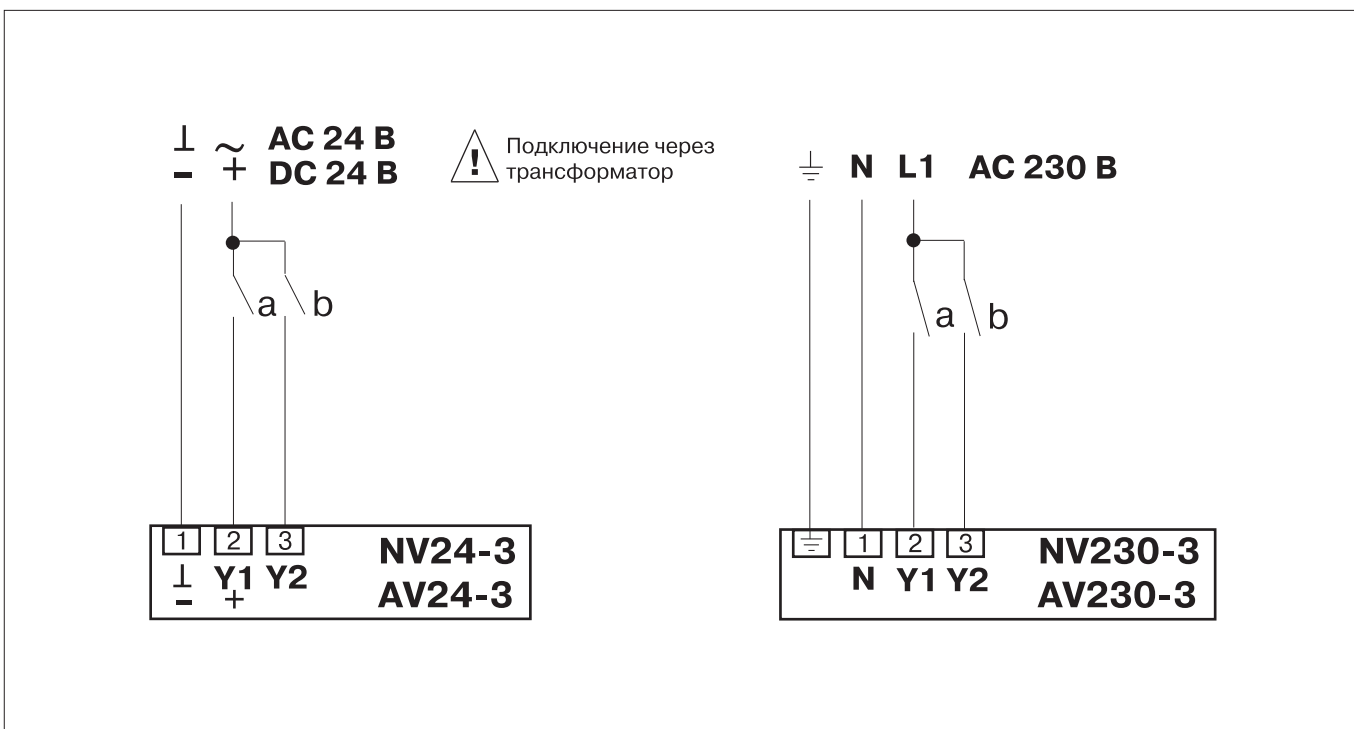 ⊥ ~ AC 24 В
- + DC 24 В
! Подключение через
трансформатор
a b
1 2 3
⊥ Y1 Y2
- +
NV24-3
AV24-3
⏚ N L1 AC 230 В
a b
⏚ 1 2 3
N Y1 Y2
NV230-3
AV230-3